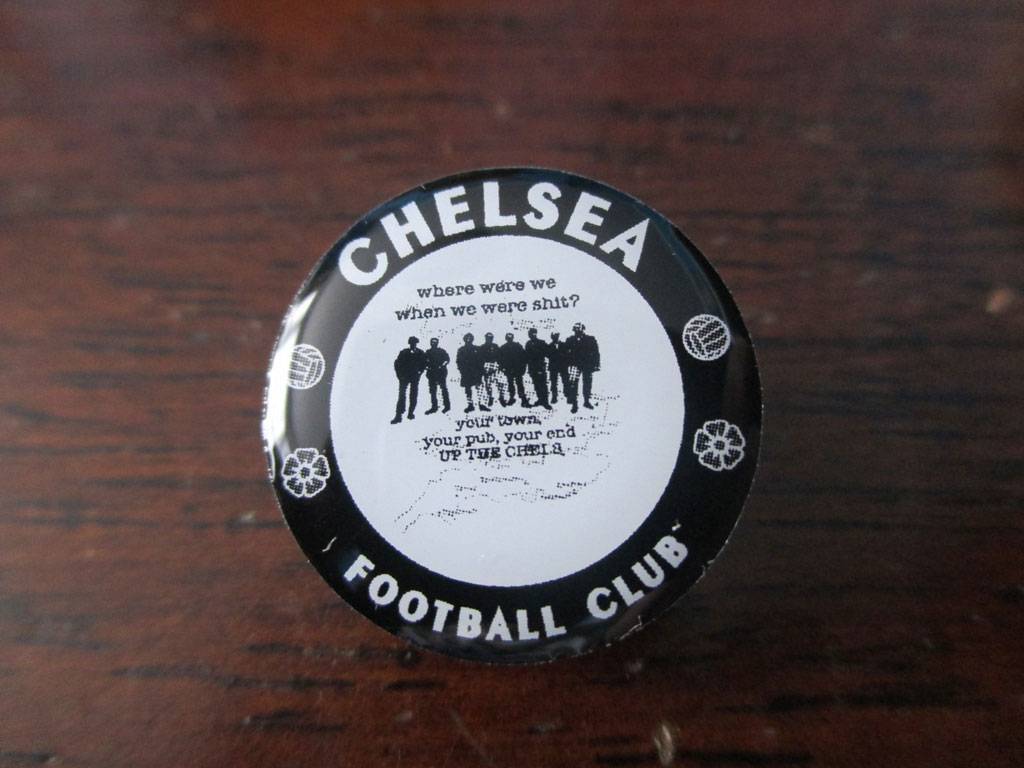 CHELSEA
where were we
when we were shit?
your town,
your pub, your end
UP THE CHELS
FOOTBALL CLUB